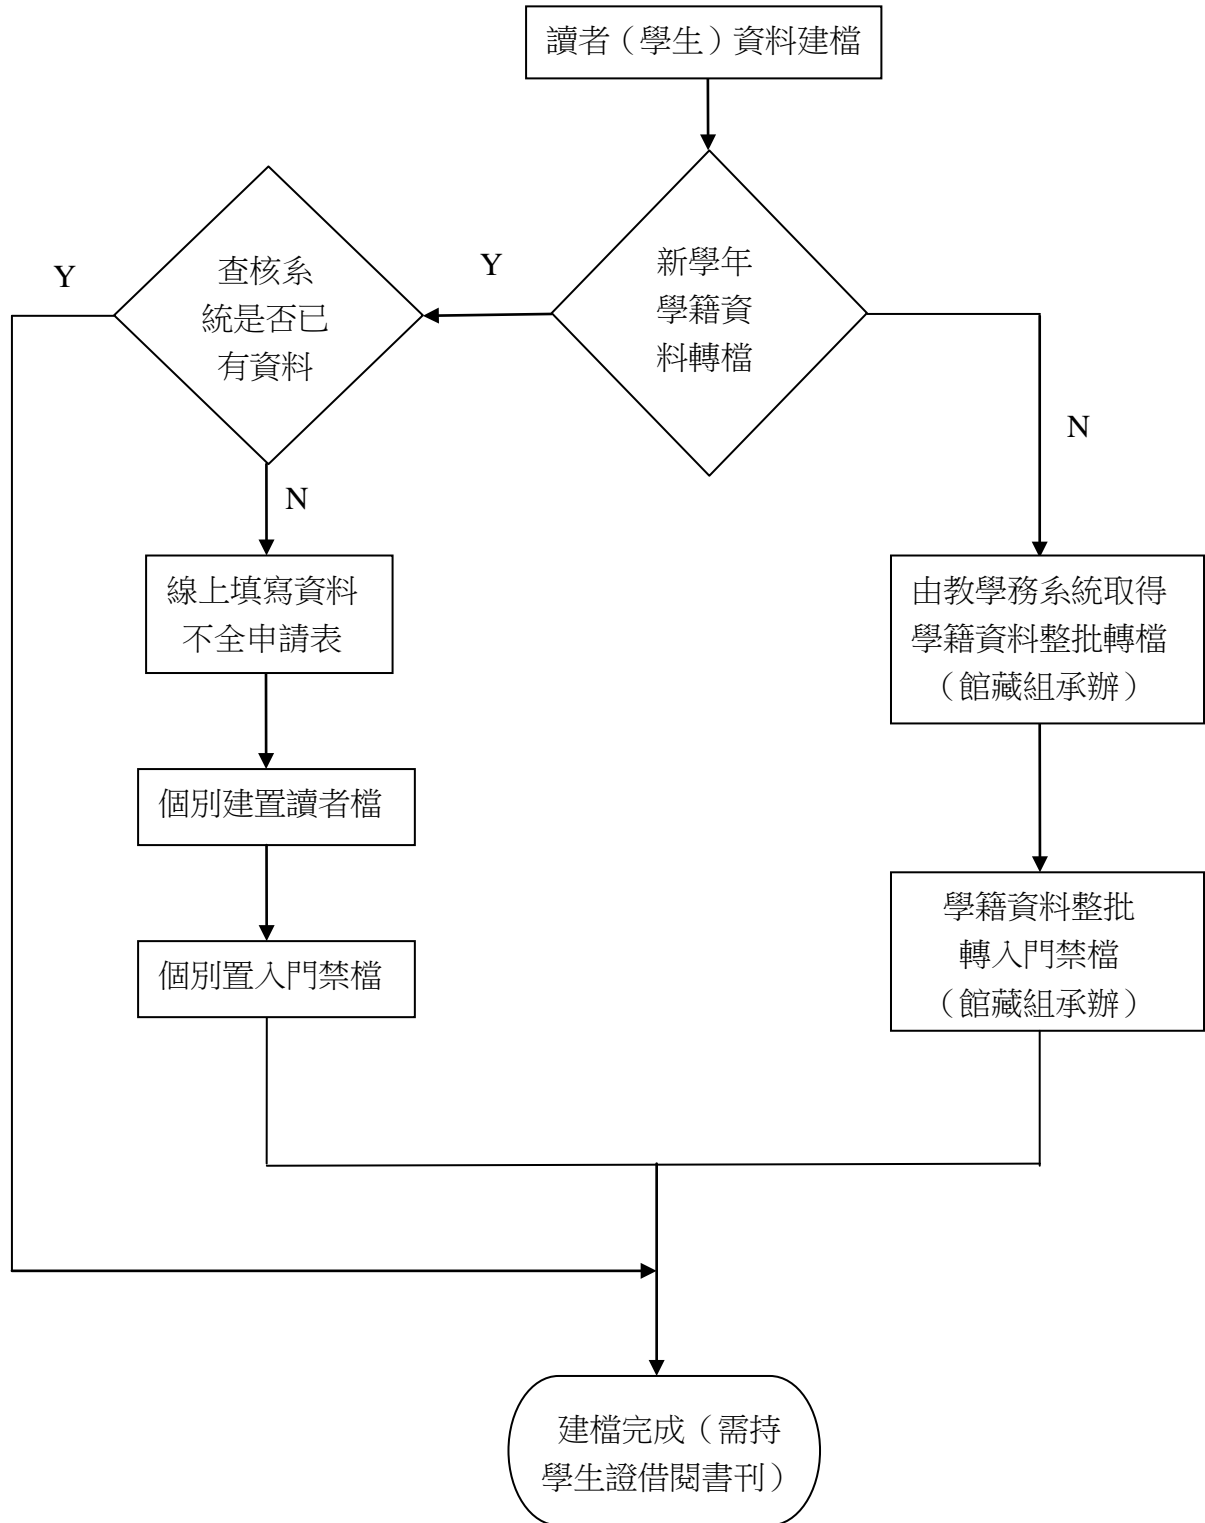 讀者（學生）資料建檔
新學年
學籍資
料轉檔
Y
查核系
統是否已
有資料
Y
N
N
線上填寫資料
不全申請表
個別建置讀者檔
個別置入門禁檔
由教學務系統取得
學籍資料整批轉檔
（館藏組承辦）
學籍資料整批
轉入門禁檔
（館藏組承辦）
建檔完成（需持
學生證借閱書刊）